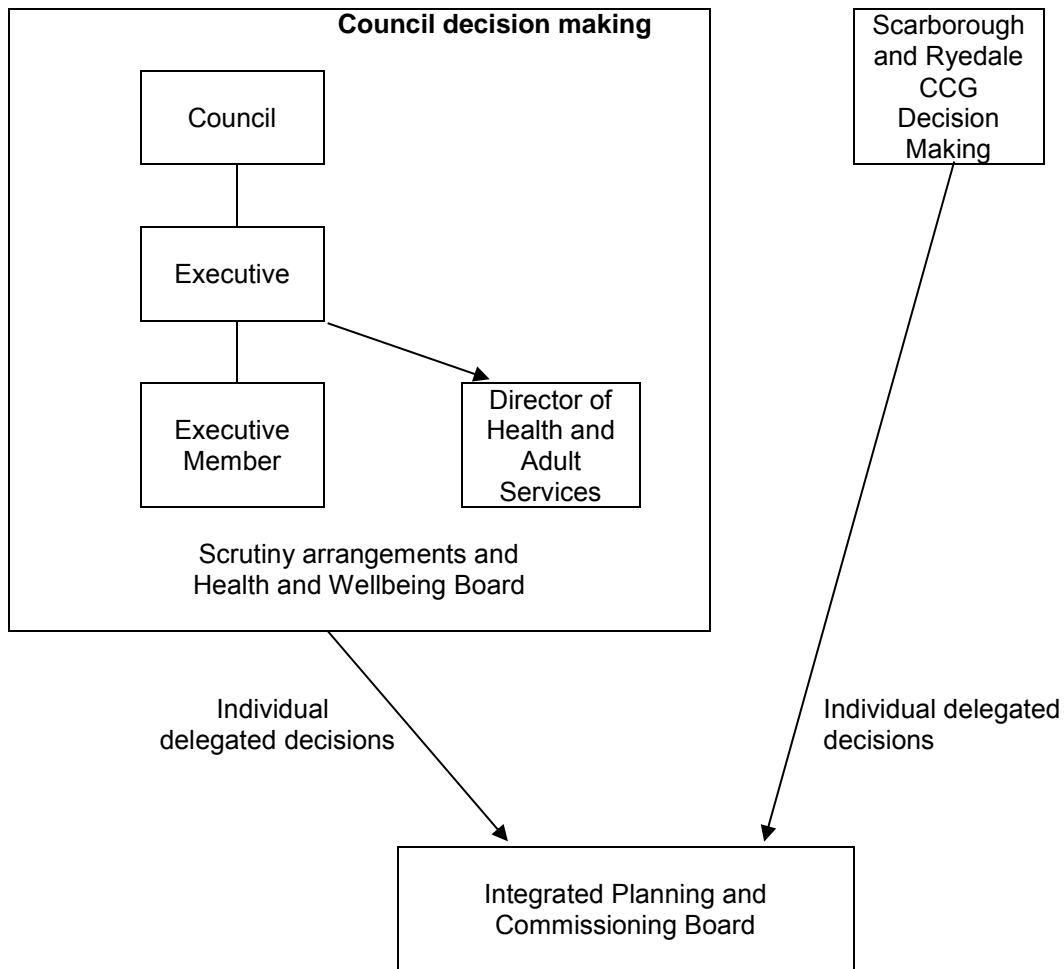 Council decision making
Council
Executive
Executive
Member
Director of
Health and
Adult
Services
Scrutiny arrangements and
Health and Wellbeing Board
Scarborough
and Ryedale
CCG
Decision
Making
Individual
delegated decisions
Individual delegated
decisions
Integrated Planning and
Commissioning Board